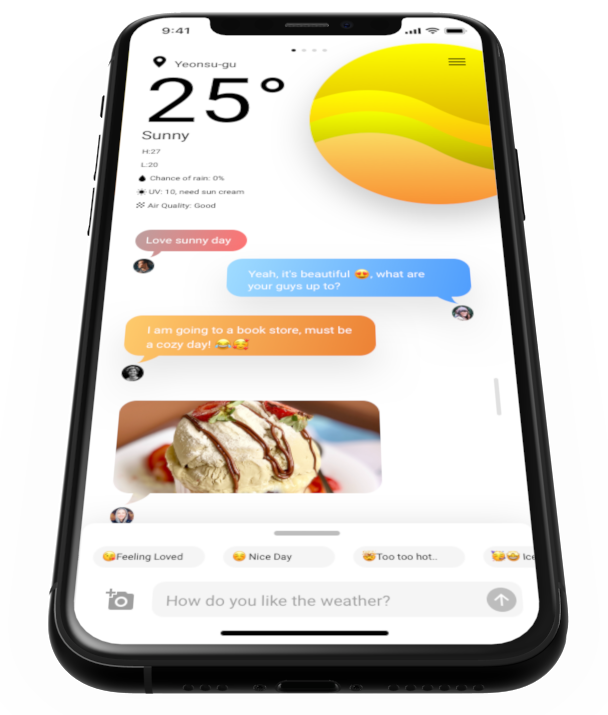 9:41
Yeonsu-gu
25°
Sunny
H:27
L:20
Chance of rain: 0%
UV: 10, need sun cream
Air Quality: Good
Love sunny day
Yeah, it's beautiful 😍, what are
your guys up to?
I am going to a book store, must be
a cozy day! 😂🥰
😘Feeling Loved
😚 Nice Day
🤯Too too hot..
🥰🤩 Ice
How do you like the weather?